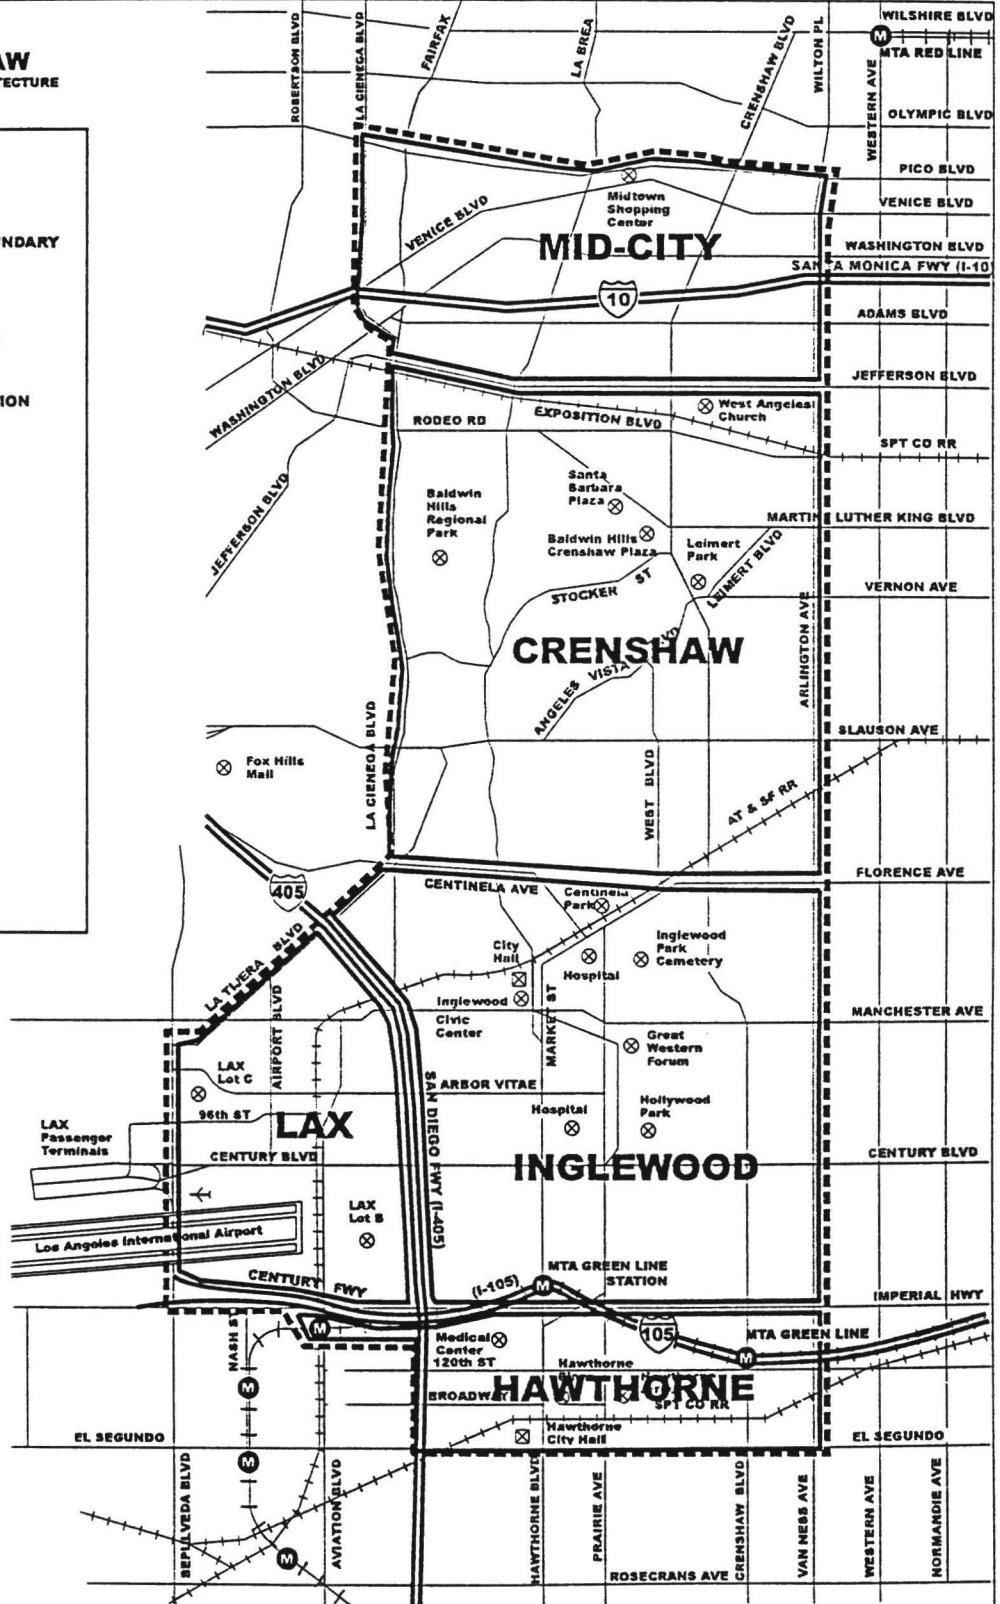 AW
TECTURE
NDARY
ION
ROBERTSON BLVD
LA CIENEGA BLVD
FAIRFAX
LA BREA
CRENSHAW BLVD
WILTON PL
WESTERN AVE
WILSHIRE BLVD
M
MTA RED LINE
OLYMPIC BLVD
PICO BLVD
Midtown
Shopping
Center
VENICE BLVD
VENICE BLVD
MID-CITY
WASHINGTON BLVD
SANTA MONICA FWY (I-10)
10
ADAMS BLVD
WASHINGTON BLVD
JEFFERSON BLVD
West Angeles
Church
RODEO RD
EXPOSITION BLVD
SPT CO RR
JEFFERSON BLVD
Baldwin
Hills
Regional
Park
Santa
Barbara
Plaza
MARTIN LUTHER KING BLVD
Baldwin Hills
Crenshaw Plaza
Leimert
Park
LEIMERT BLVD
STOCKER ST
VERNON AVE
ARLINGTON AVE
CRENSHAW
ANGELES VISTA
LA CIENEGA BLVD
SLAUSON AVE
Fox Hills
Mall
WEST BLVD
AT & SF RR
405
FLORENCE AVE
CENTINELA AVE
Centinela
Park
LA TIJERA BLVD
City
Hall
Hospital
Inglewood
Park
Cemetery
Inglewood
Civic
Center
MARKET ST
AIRPORT BLVD
MANCHESTER AVE
Great
Western
Forum
LAX
Lot C
ARBOR VITAE
SAN DIEGO FWY (I-405)
96th ST
LAX
Hospital
Hollywood
Park
LAX
Passenger
Terminals
CENTURY BLVD
INGLEWOOD
CENTURY BLVD
LAX
Lot B
Los Angeles International Airport
CENTURY FWY
(I-105)
MTA GREEN LINE
STATION
M
IMPERIAL HWY
NASH ST
M
Medical
Center
120th ST
105
MTA GREEN LINE
M
Hawthorne
M
BROADWAY
HAWTHORNE
SPT CO RR
Hawthorne
City Hall
EL SEGUNDO
EL SEGUNDO
M
SEPULVEDA BLVD
AVIATION BLVD
HAWTHORNE BLVD
PRAIRIE AVE
CRENSHAW BLVD
VAN NESS AVE
WESTERN AVE
NORMANDIE AVE
M
ROSECRANS AVE